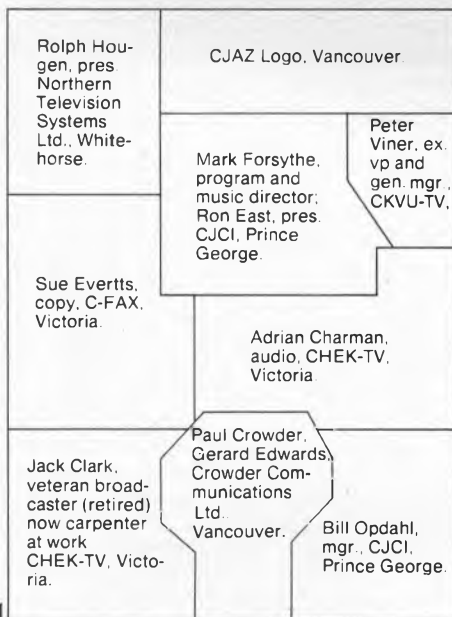 Rolph Hou-
gen, pres.
Northern
Television
Systems
Ltd., White-
horse.
CJAZ Logo, Vancouver.
Mark Forsythe,
program and
music director;
Ron East, pres.
CJCI, Prince
George.
Peter
Viner, ex.
vp and
gen. mgr.,
CKVU-TV,
Sue Evertts,
copy, C-FAX,
Victoria.
Adrian Charman,
audio, CHEK-TV,
Victoria.
Jack Clark,
veteran broad-
caster (retired)
now carpenter
at work
CHEK-TV, Victo-
ria.
Paul Crowder,
Gerard Edwards,
Crowder Com-
munications
Ltd.
Vancouver.
Bill Opdahl,
mgr., CJCI,
Prince George.